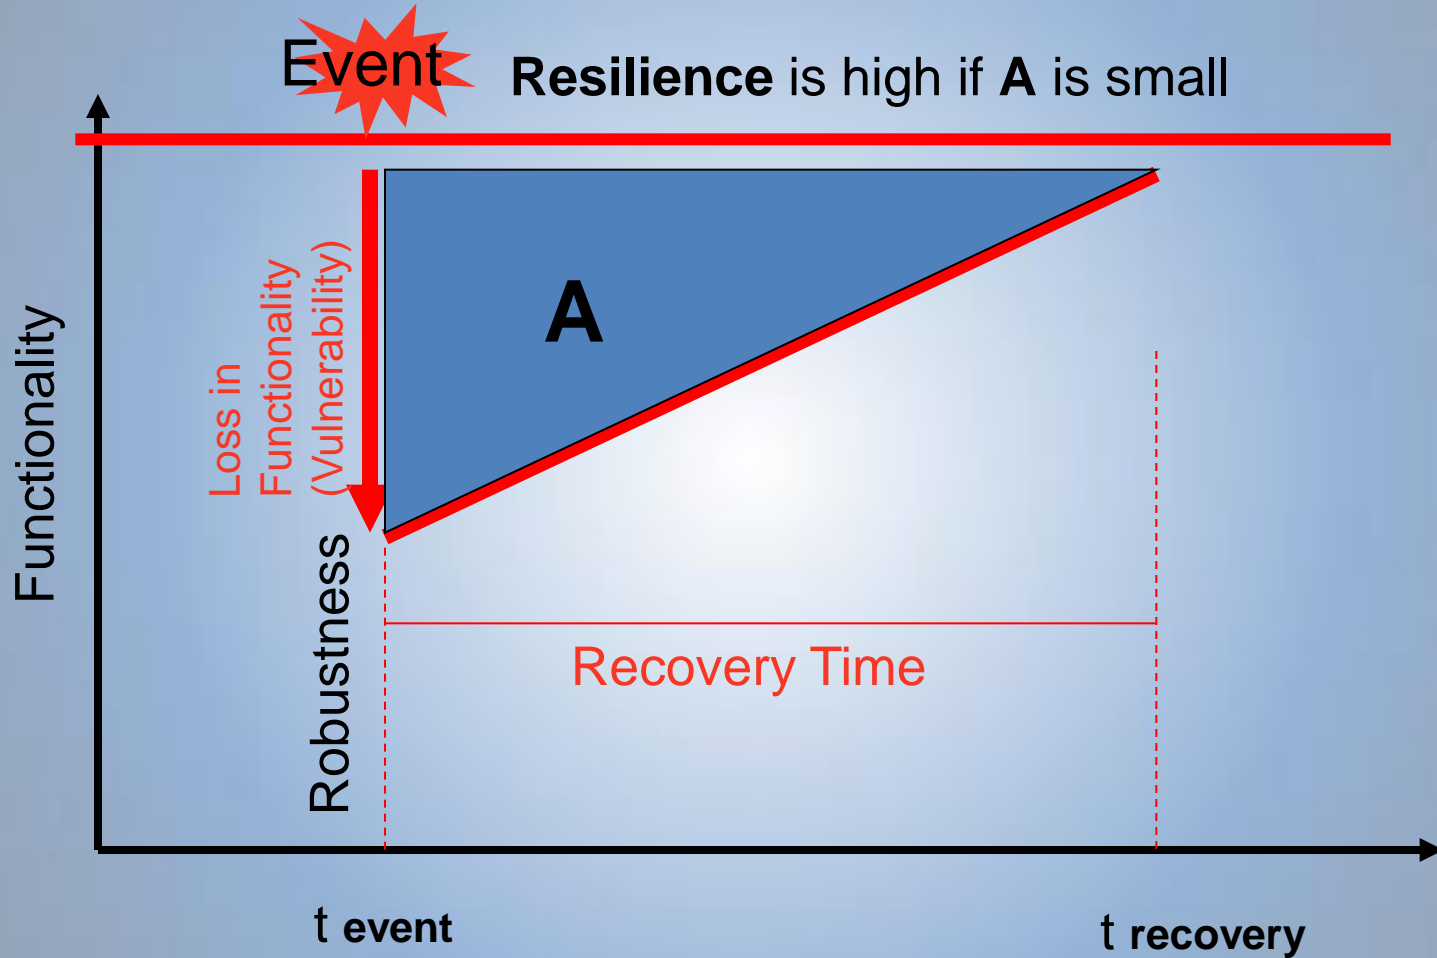 Event
Resilience is high if A is small
Functionality
Loss in
Functionality
(Vulnerability)
A
Robustness
Recovery Time
t event
t recovery